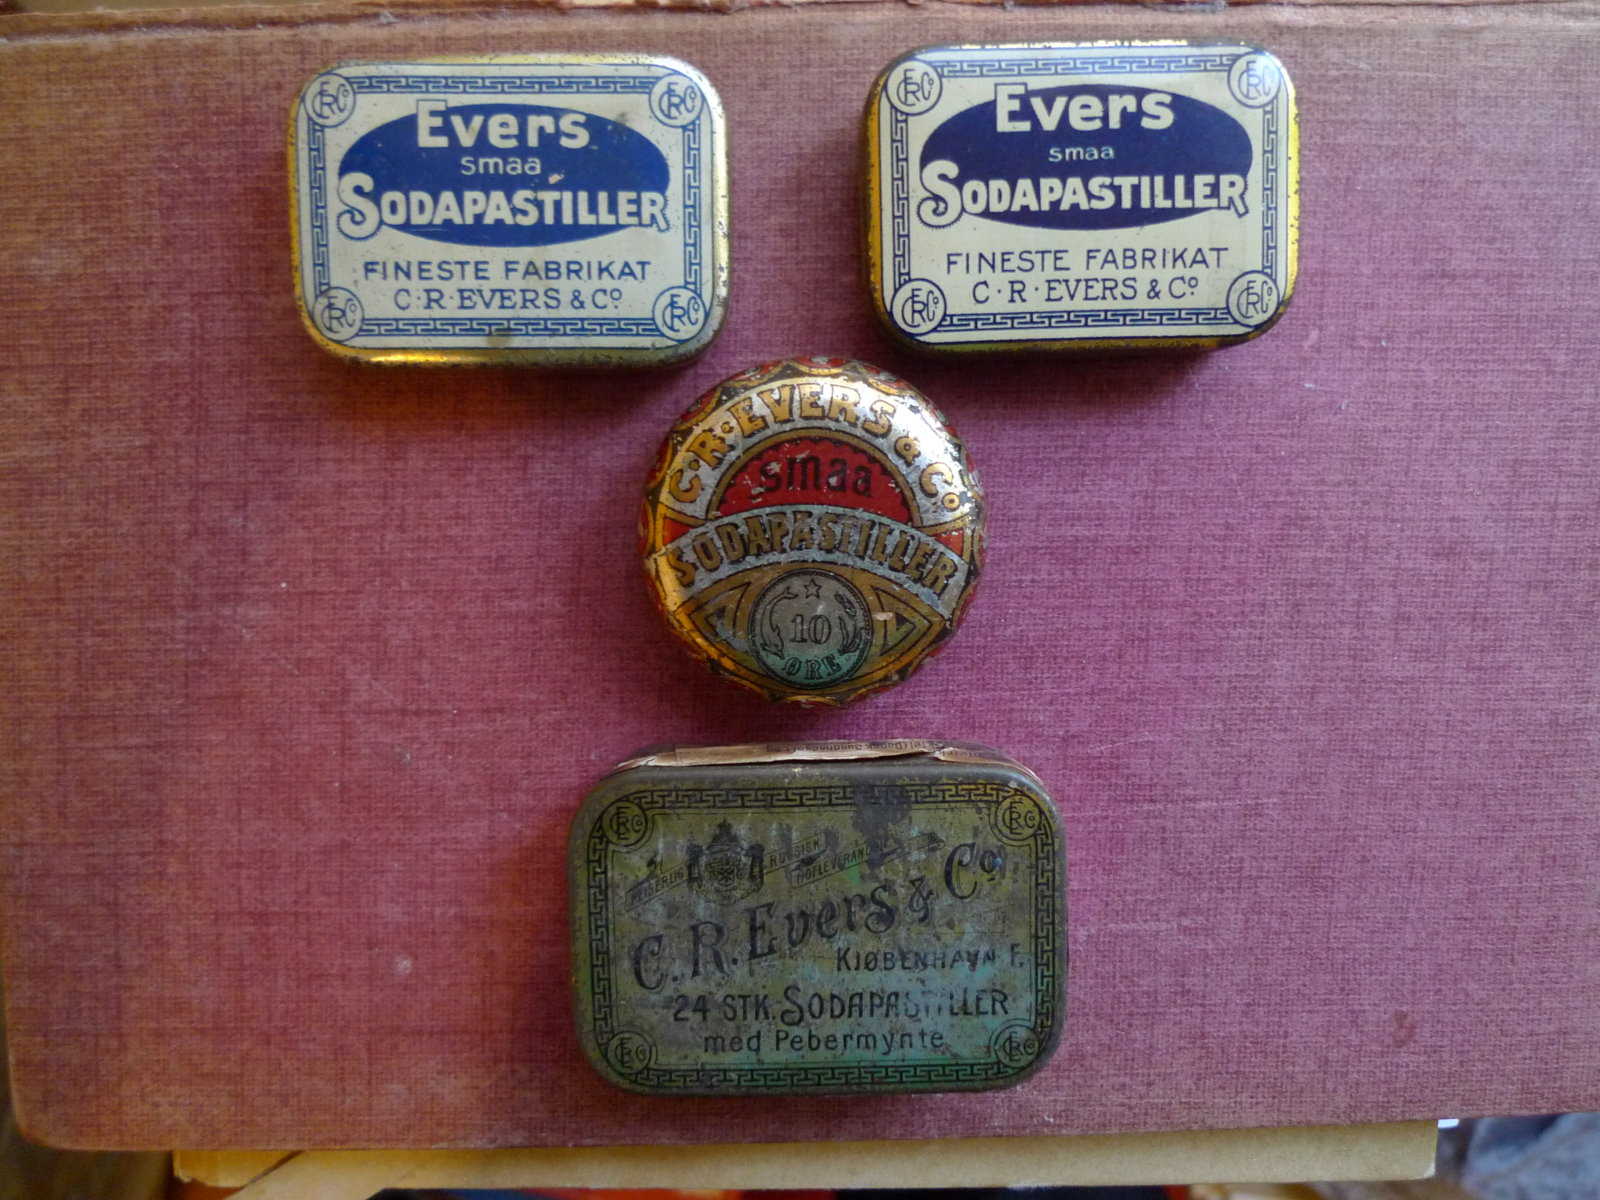 Evers
smaa
SODAPASTILLER
FINESTE FABRIKAT
C·R·EVERS & Cº
Evers
smaa
SODAPASTILLER
FINESTE FABRIKAT
C·R·EVERS & Cº
C·R·EVERS & Cº
smaa
SODAPASTILLER
10
ØRE
KEISERLIG RUSSISK
HOFLEVERANDØR
C. R. Evers & Cº
KJØBENHAVN F.
24 STK. SODAPASTILLER
med Pebermynte